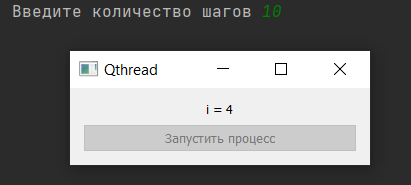 Введите количество шагов 10
Qthread
i = 4
Запустить процесс